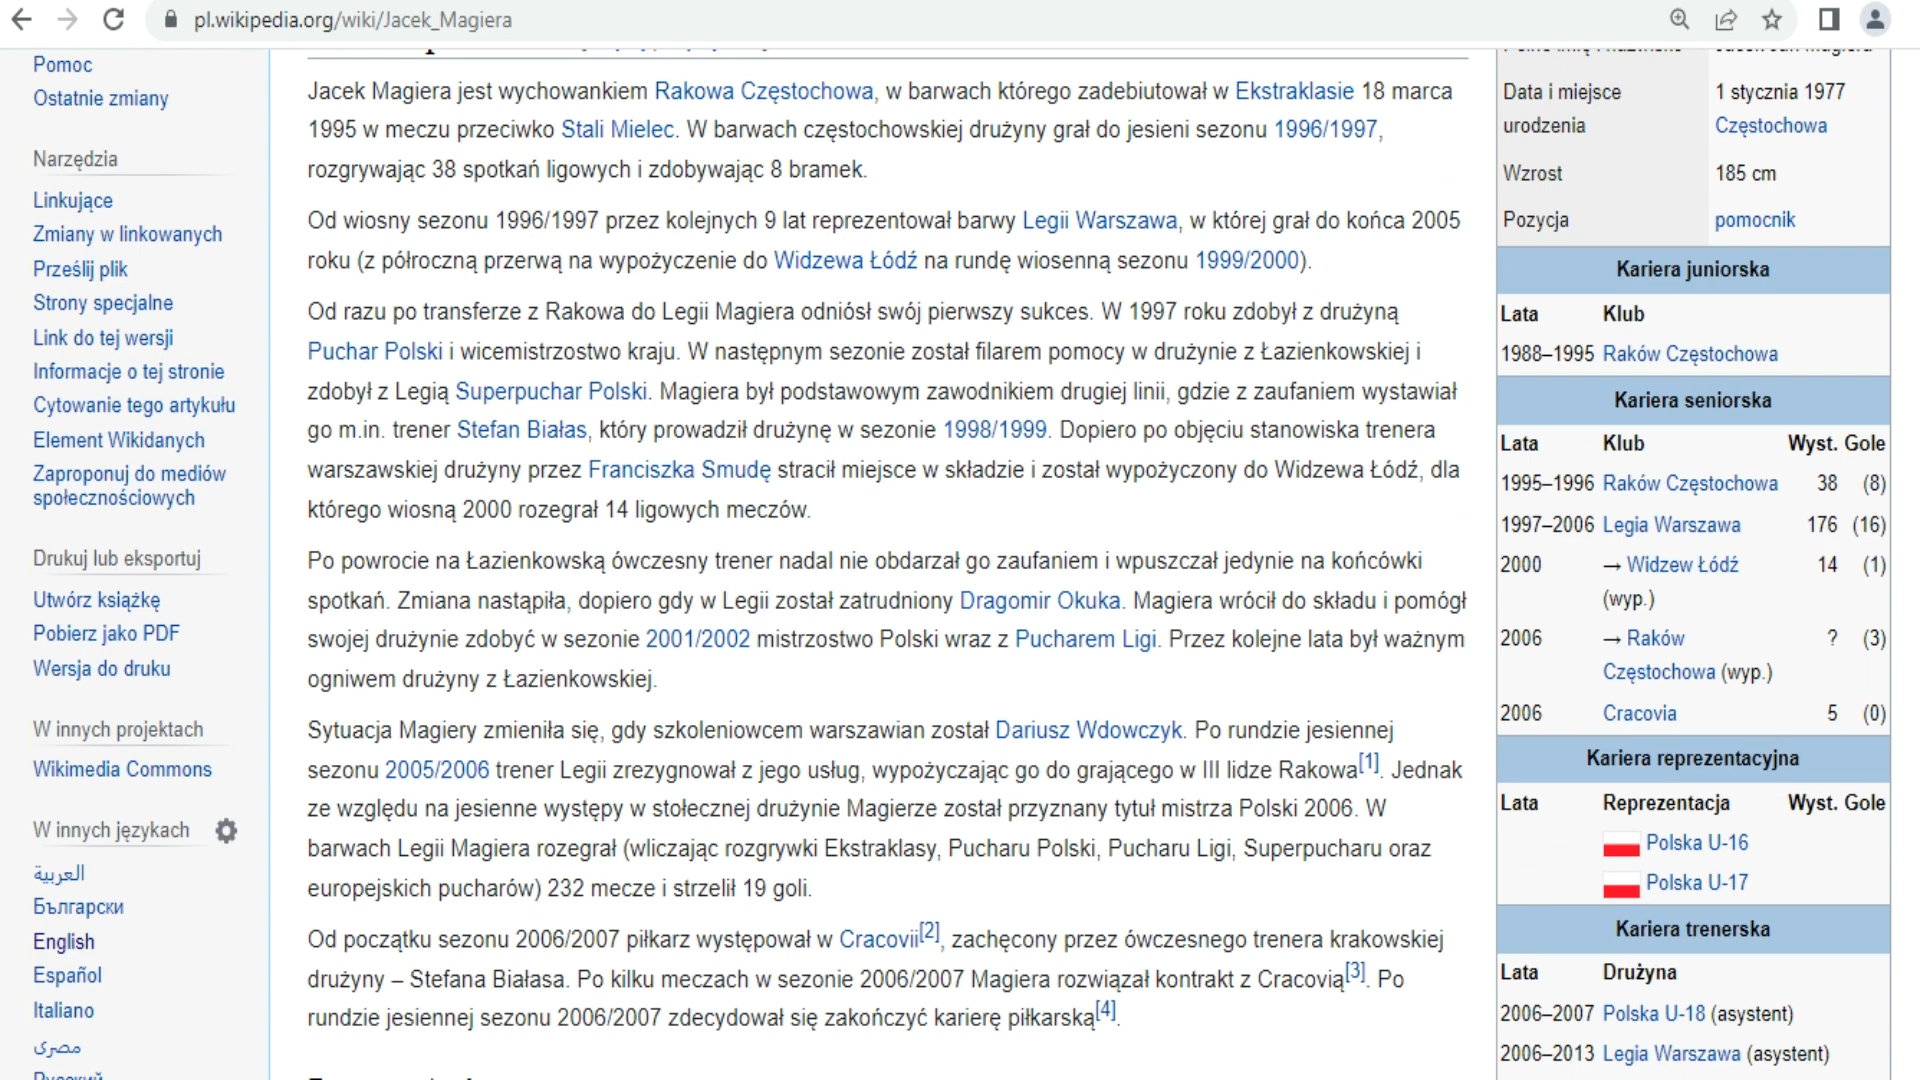 pl.wikipedia.org/wiki/Jacek_Magiera
Pomoc
Ostatnie zmiany
Narzędzia
Linkujące
Zmiany w linkowanych
Prześlij plik
Strony specjalne
Link do tej wersji
Informacje o tej stronie
Cytowanie tego artykułu
Element Wikidanych
Zaproponuj do mediów
społecznościowych
Drukuj lub eksportuj
Utwórz książkę
Pobierz jako PDF
Wersja do druku
W innych projektach
Wikimedia Commons
W innych językach
العربية
Български
English
Español
Italiano
مصرى
Русский
Jacek Magiera jest wychowankiem Rakowa Częstochowa, w barwach którego zadebiutował w Ekstraklasie 18 marca
1995 w meczu przeciwko Stali Mielec. W barwach częstochowskiej drużyny grał do jesieni sezonu 1996/1997,
rozgrywając 38 spotkań ligowych i zdobywając 8 bramek.
Od wiosny sezonu 1996/1997 przez kolejnych 9 lat reprezentował barwy Legii Warszawa, w której grał do końca 2005
roku (z półroczną przerwą na wypożyczenie do Widzewa Łódź na rundę wiosenną sezonu 1999/2000).
Od razu po transferze z Rakowa do Legii Magiera odniósł swój pierwszy sukces. W 1997 roku zdobył z drużyną
Puchar Polski i wicemistrzostwo kraju. W następnym sezonie został filarem pomocy w drużynie z Łazienkowskiej i
zdobył z Legią Superpuchar Polski. Magiera był podstawowym zawodnikiem drugiej linii, gdzie z zaufaniem wystawiał
go m.in. trener Stefan Białas, który prowadził drużynę w sezonie 1998/1999. Dopiero po objęciu stanowiska trenera
warszawskiej drużyny przez Franciszka Smudę stracił miejsce w składzie i został wypożyczony do Widzewa Łódź, dla
którego wiosną 2000 rozegrał 14 ligowych meczów.
Po powrocie na Łazienkowską ówczesny trener nadal nie obdarzał go zaufaniem i wpuszczał jedynie na końcówki
spotkań. Zmiana nastąpiła, dopiero gdy w Legii został zatrudniony Dragomir Okuka. Magiera wrócił do składu i pomógł
swojej drużynie zdobyć w sezonie 2001/2002 mistrzostwo Polski wraz z Pucharem Ligi. Przez kolejne lata był ważnym
ogniwem drużyny z Łazienkowskiej.
Sytuacja Magiery zmieniła się, gdy szkoleniowcem warszawian został Dariusz Wdowczyk. Po rundzie jesiennej
sezonu 2005/2006 trener Legii zrezygnował z jego usług, wypożyczając go do grającego w III lidze Rakowa[1]. Jednak
ze względu na jesienne występy w stołecznej drużynie Magierze został przyznany tytuł mistrza Polski 2006. W
barwach Legii Magiera rozegrał (wliczając rozgrywki Ekstraklasy, Pucharu Polski, Pucharu Ligi, Superpucharu oraz
europejskich pucharów) 232 mecze i strzelił 19 goli.
Od początku sezonu 2006/2007 piłkarz występował w Cracovii[2], zachęcony przez ówczesnego trenera krakowskiej
drużyny – Stefana Białasa. Po kilku meczach w sezonie 2006/2007 Magiera rozwiązał kontrakt z Cracovią[3]. Po
rundzie jesiennej sezonu 2006/2007 zdecydował się zakończyć karierę piłkarską[4].
Data i miejsce 1 stycznia 1977
urodzenia Częstochowa
Wzrost 185 cm
Pozycja pomocnik
Kariera juniorska
Lata Klub
1988–1995 Raków Częstochowa
Kariera seniorska
Lata Klub Wyst. Gole
1995–1996 Raków Częstochowa 38 (8)
1997–2006 Legia Warszawa 176 (16)
2000 → Widzew Łódź 14 (1)
(wyp.)
2006 → Raków ? (3)
Częstochowa (wyp.)
2006 Cracovia 5 (0)
Kariera reprezentacyjna
Lata Reprezentacja Wyst. Gole
Polska U-16
Polska U-17
Kariera trenerska
Lata Drużyna
2006–2007 Polska U-18 (asystent)
2006–2013 Legia Warszawa (asystent)